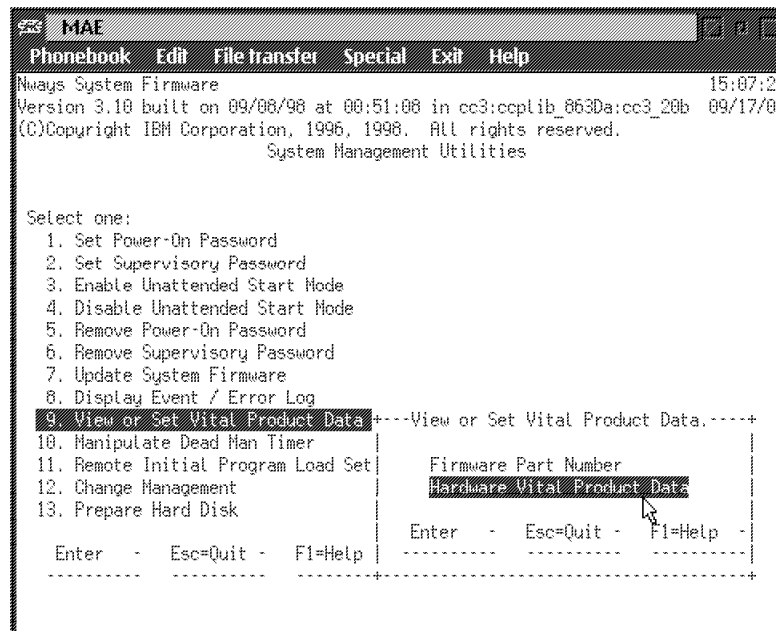 MAE
Phonebook Edit File transfer Special Exit Help
Nways System Firmware 15:07:2
Version 3.10 built on 09/08/98 at 00:51:08 in cc3:ccplib_863Da:cc3_20b 09/17/0
(C)Copyright IBM Corporation, 1996, 1998. All rights reserved.
System Management Utilities
Select one:
1. Set Power-On Password
2. Set Supervisory Password
3. Enable Unattended Start Mode
4. Disable Unattended Start Mode
5. Remove Power-On Password
6. Remove Supervisory Password
7. Update System Firmware
8. Display Event / Error Log
9. View or Set Vital Product Data +---View or Set Vital Product Data.----+
10. Manipulate Dead Man Timer |
11. Remote Initial Program Load Set| Firmware Part Number |
12. Change Management | Hardware Vital Product Data |
13. Prepare Hard Disk |
Enter - Esc=Quit - F1=Help -|
Enter - Esc=Quit - F1=Help | ---------- ---------- ----------|
---------- ---------- --------+--------------------------------------+